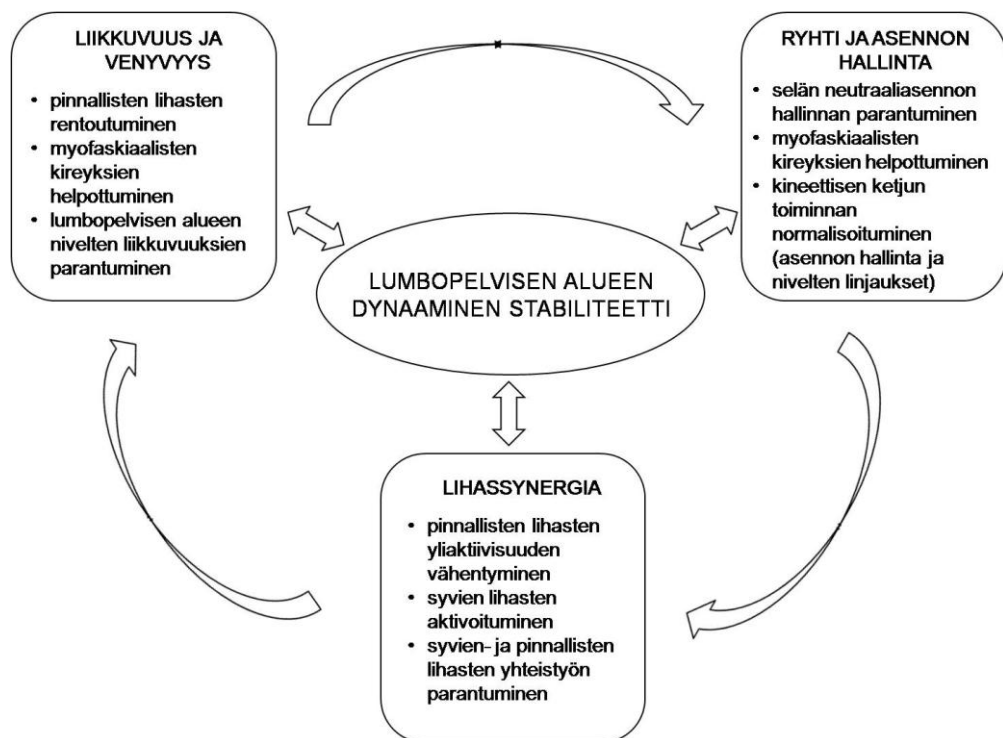 LIIKKUVUUS JA
VENYVYYS
• pinnallisten lihasten
rentoutuminen
• myofaskiaalisten
kireyksien
helpottuminen
• lumbopelvisen alueen
nivelten liikkuvuuksien
parantuminen
RYHTI JA ASENNON
HALLINTA
• selän neutraaliasennon
hallinnan parantuminen
• myofaskiaalisten
kireyksien helpottuminen
• kineettisen ketjun
toiminnan
normalisoituminen
(asennon hallinta ja
nivelten linjaukset)
LUMBOPELVISEN ALUEEN
DYNAAMINEN STABILITEETTI
LIHASSYNERGIA
• pinnallisten lihasten
yliaktiivisuuden
vähentyminen
• syvien lihasten
aktivoituminen
• syvien- ja pinnallisten
lihasten yhteistyön
parantuminen